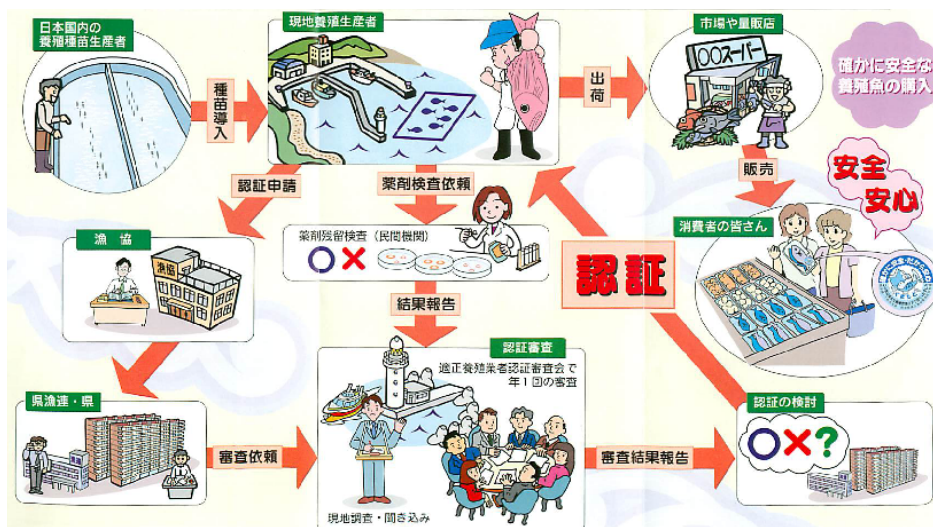 日本国内の
養殖種苗生産者
種苗導入
現地養殖生産者
出荷
市場や量販店
〇〇スーパー
確かに安全な
養殖魚の購入
認証申請
薬剤検査依頼
販売
安全
安心
漁協
漁協
薬剤残留検査（民間機関）
〇×
認証
消費者の皆さん
結果報告
認証審査
適正養殖業者認証審査会で
年1回の審査
県漁連・県
審査依頼
現地調査・聞き込み
審査結果報告
認証の検討
〇×?